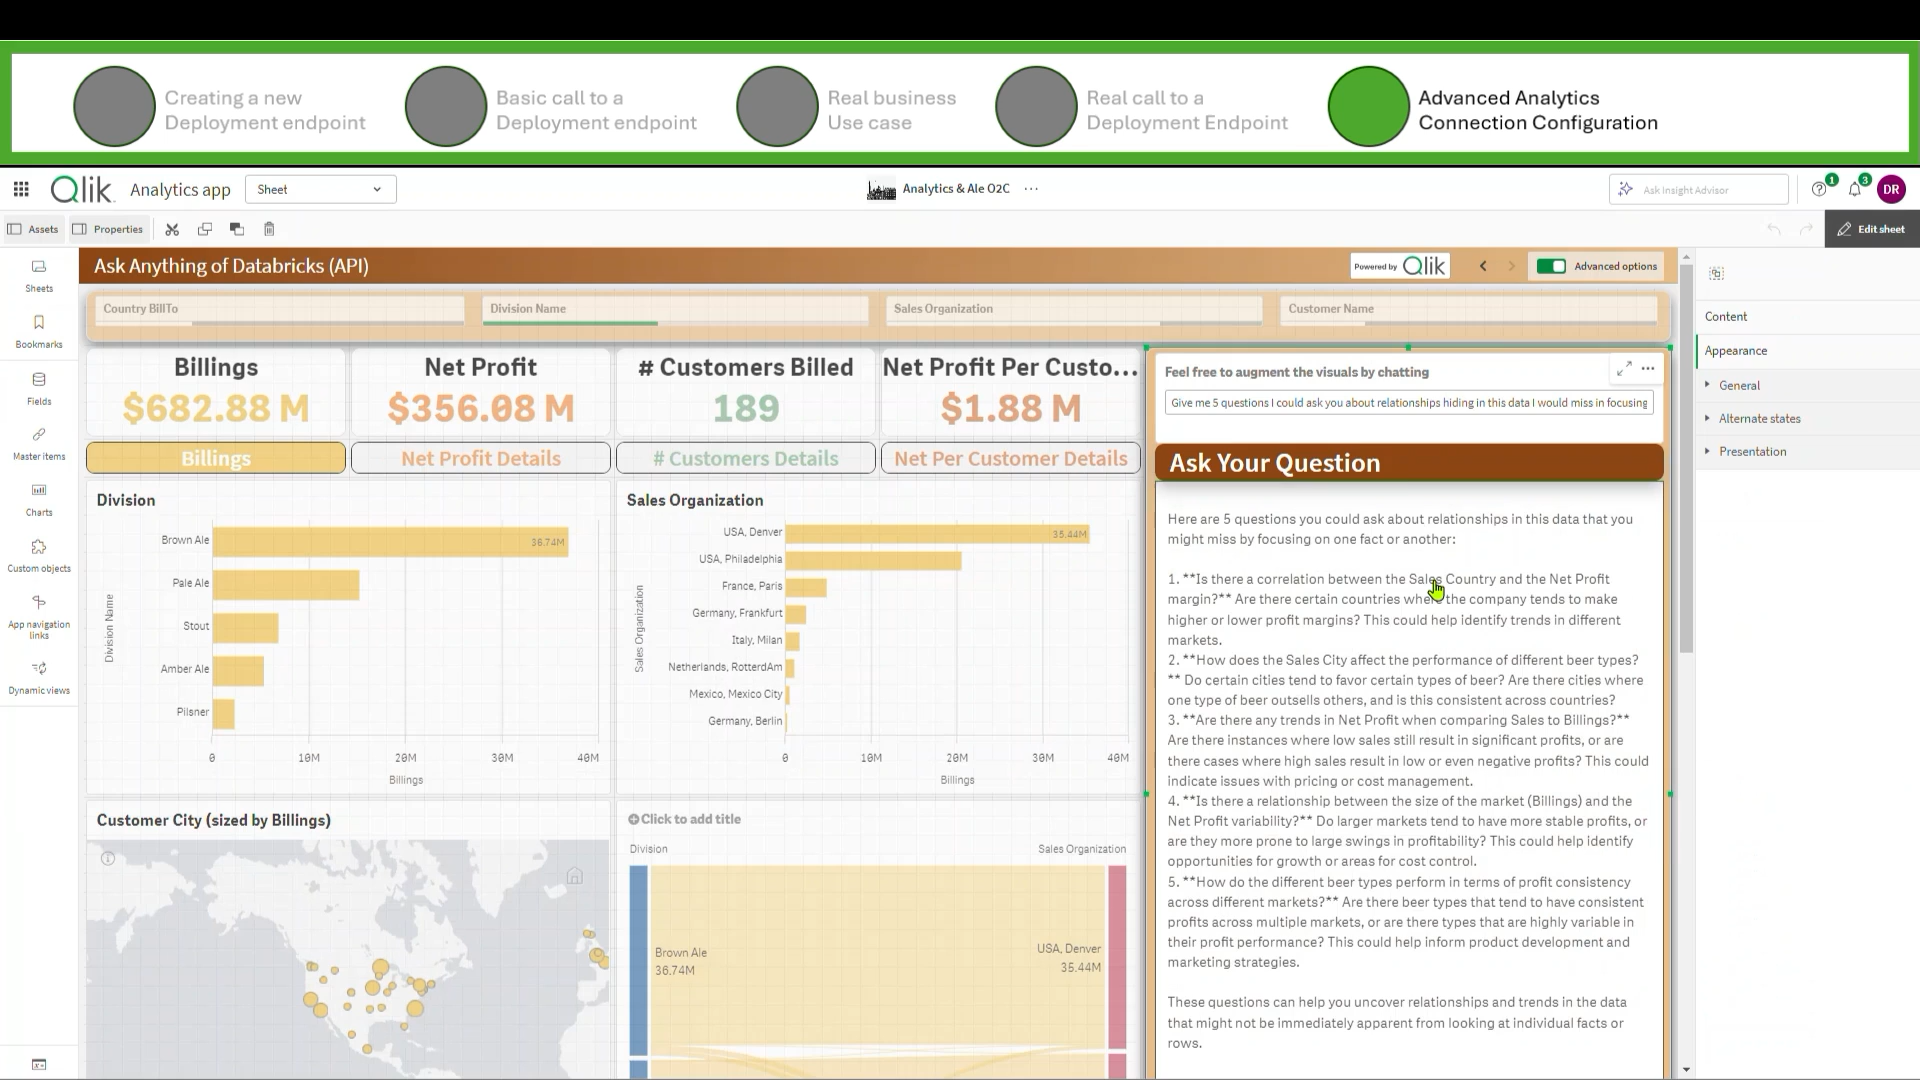 Creating a new
Deployment endpoint
Basic call to a
Deployment endpoint
Real business
Use case
Real call to a
Deployment Endpoint
Advanced Analytics
Connection Configuration
Qlik
Analytics app
Sheet
Analytics & Ale O2C
...
Ask Insight Advisor
1
3
DR
Assets
Properties
Edit sheet
Sheets
Bookmarks
Fields
Master items
Charts
Custom objects
App navigation
links
Dynamic views
Ask Anything of Databricks (API)
Powered by Qlik
Advanced options
Country BillTo
Division Name
Sales Organization
Customer Name
Billings
$682.88 M
Net Profit
$356.08 M
# Customers Billed
189
Net Profit Per Custo...
$1.88 M
Billings
Net Profit Details
# Customers Details
Net Per Customer Details
Division
Division Name
Brown Ale
36.74M
Pale Ale
Stout
Amber Ale
Pilsner
0
10M
20M
30M
40M
Billings
Sales Organization
Sales Organization
USA, Denver
35.44M
USA, Philadelphia
France, Paris
Germany, Frankfurt
Italy, Milan
Netherlands, RotterdAm
Mexico, Mexico City
Germany, Berlin
0
10M
20M
30M
40M
Billings
Customer City (sized by Billings)
Click to add title
Division
Sales Organization
Brown Ale
36.74M
USA, Denver
35.44M
Feel free to augment the visuals by chatting
Give me 5 questions I could ask you about relationships hiding in this data I would miss in focusing
Ask Your Question
Here are 5 questions you could ask about relationships in this data that you
might miss by focusing on one fact or another:
1. **Is there a correlation between the Sales Country and the Net Profit
margin?** Are there certain countries where the company tends to make
higher or lower profit margins? This could help identify trends in different
markets.
2. **How does the Sales City affect the performance of different beer types?
** Do certain cities tend to favor certain types of beer? Are there cities where
one type of beer outsells others, and is this consistent across countries?
3. **Are there any trends in Net Profit when comparing Sales to Billings?**
Are there instances where low sales still result in significant profits, or are
there cases where high sales result in low or even negative profits? This could
indicate issues with pricing or cost management.
4. **Is there a relationship between the size of the market (Billings) and the
Net Profit variability?** Do larger markets tend to have more stable profits, or
are they more prone to large swings in profitability? This could help identify
opportunities for growth or areas for cost control.
5. **How do the different beer types perform in terms of profit consistency
across different markets?** Are there beer types that tend to have consistent
profits across multiple markets, or are there types that are highly variable in
their profit performance? This could help inform product development and
marketing strategies.
These questions can help you uncover relationships and trends in the data
that might not be immediately apparent from looking at individual facts or
rows.
Content
Appearance
General
Alternate states
Presentation